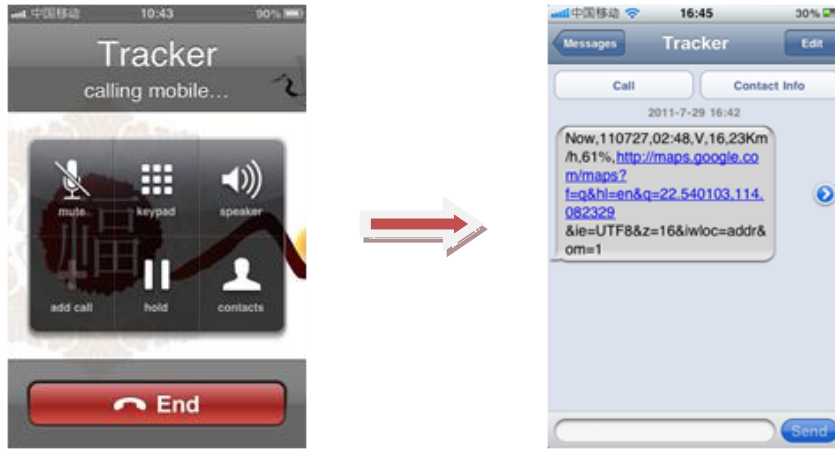 中国移动 10:43 90%
Tracker
calling mobile...
mute
keypad
speaker
福
add call
hold
contacts
End
中国移动 16:45 30%
Messages Tracker Edit
Call Contact Info
2011-7-29 16:42
Now,110727,02:48,V,16,23Km
/h,61%,http://maps.google.co
m/maps?
f=q&hl=en&q=22.540103,114.
082329
&ie=UTF8&z=16&iwloc=addr&
om=1
Send